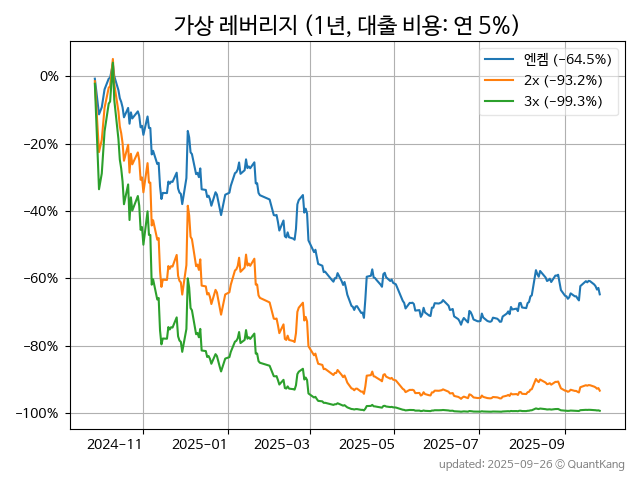 가상 레버리지 (1년, 대출 비용: 연 5%)
엔켐 (−64.5%)
2x (−93.2%)
3x (−99.3%)
0%
−20%
−40%
−60%
−80%
−100%
2024-11 2025-01 2025-03 2025-05 2025-07 2025-09
updated: 2025-09-26 © QuantKang